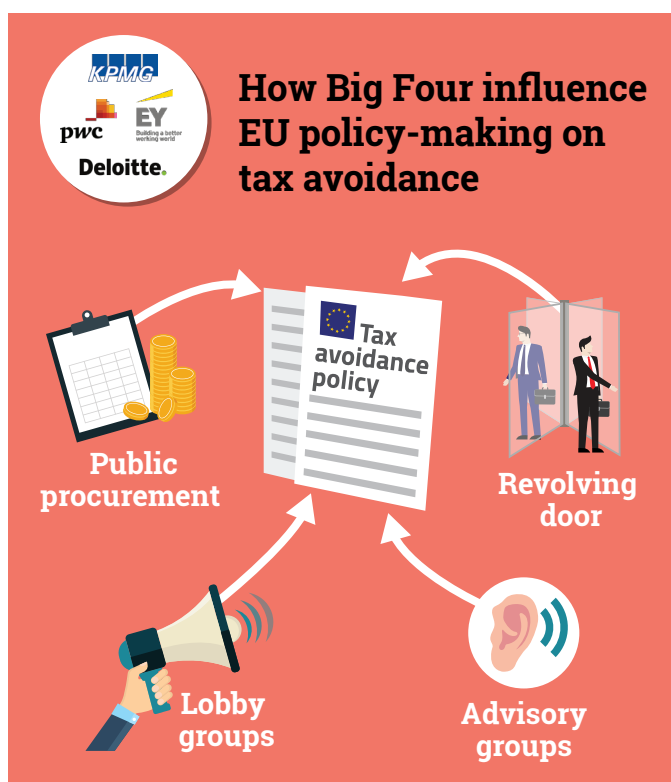 KPMG
pwc
EY
Building a better
working world
Deloitte.
How Big Four influence
EU policy-making on
tax avoidance
Tax
avoidance
policy
Public
procurement
Revolving
door
Lobby
groups
Advisory
groups